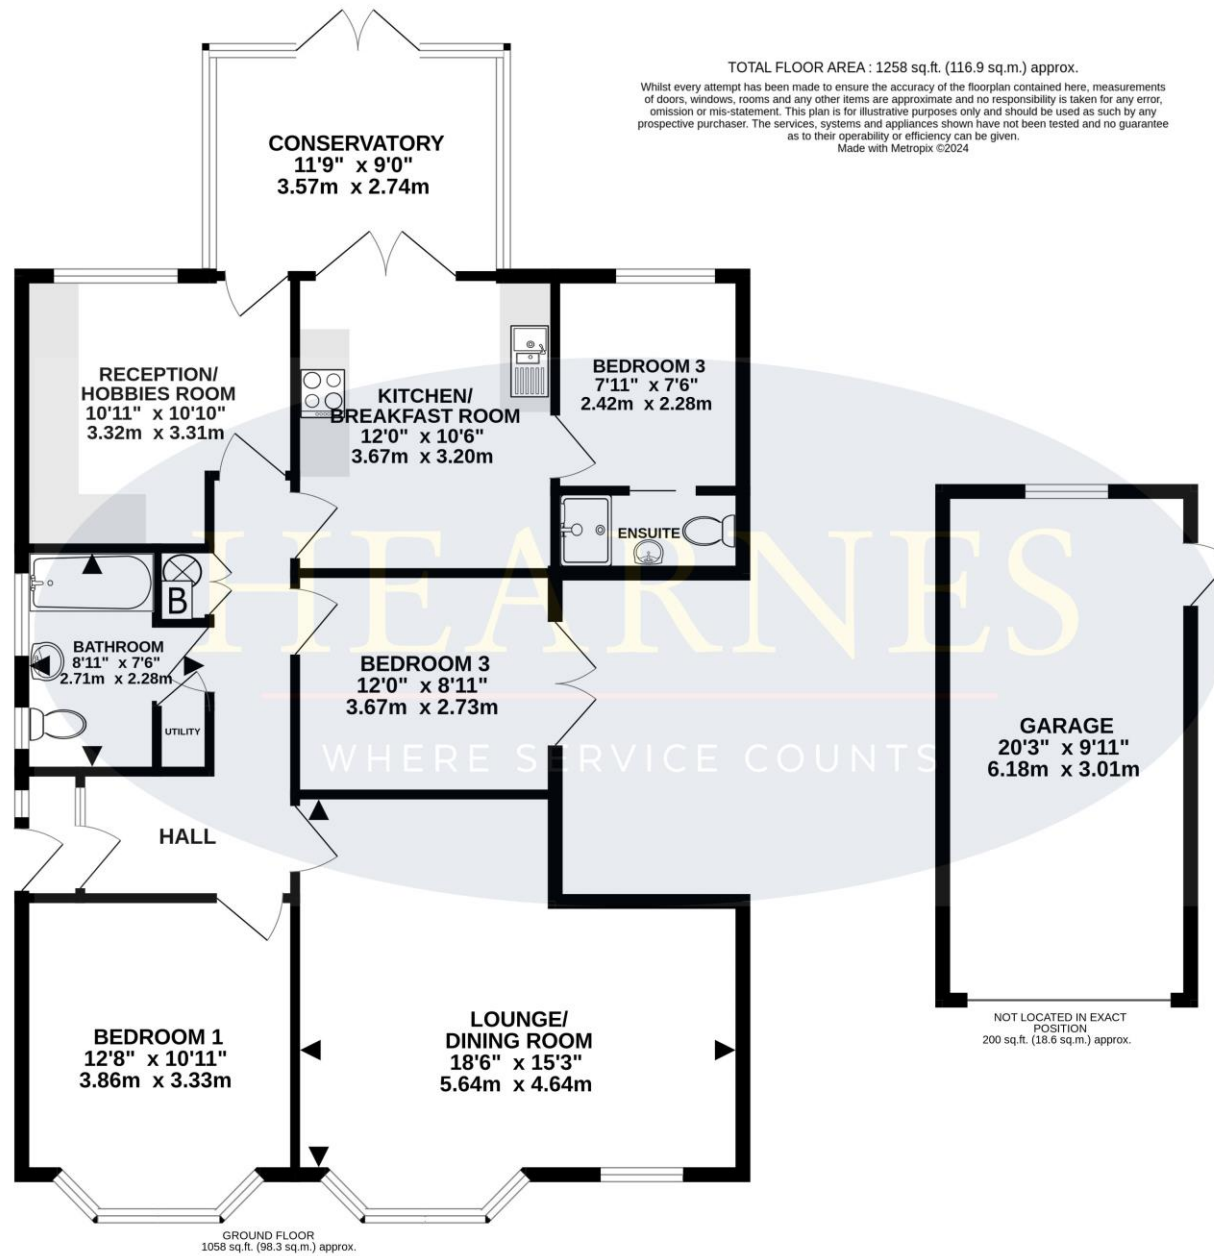 TOTAL FLOOR AREA : 1258 sq.ft. (116.9 sq.m.) approx.
Whilst every attempt has been made to ensure the accuracy of the floorplan contained here, measurements
of doors, windows, rooms and any other items are approximate and no responsibility is taken for any error,
omission or mis-statement. This plan is for illustrative purposes only and should be used as such by any
prospective purchaser. The services, systems and appliances shown have not been tested and no guarantee
as to their operability or efficiency can be given.
Made with Metropix ©2024
CONSERVATORY
11'9" x 9'0"
3.57m x 2.74m
RECEPTION/
HOBBIES ROOM
10'11" x 10'10"
3.32m x 3.31m
KITCHEN/
BREAKFAST ROOM
12'0" x 10'6"
3.67m x 3.20m
BEDROOM 3
7'11" x 7'6"
2.42m x 2.28m
ENSUITE
HEARNES
B
BATHROOM
8'11" x 7'6"
2.71m x 2.28m
UTILITY
BEDROOM 3
12'0" x 8'11"
3.67m x 2.73m
WHERE SERVICE COUNTS
GARAGE
20'3" x 9'11"
6.18m x 3.01m
HALL
BEDROOM 1
12'8" x 10'11"
3.86m x 3.33m
LOUNGE/
DINING ROOM
18'6" x 15'3"
5.64m x 4.64m
NOT LOCATED IN EXACT
POSITION
200 sq.ft. (18.6 sq.m.) approx.
GROUND FLOOR
1058 sq.ft. (98.3 sq.m.) approx.